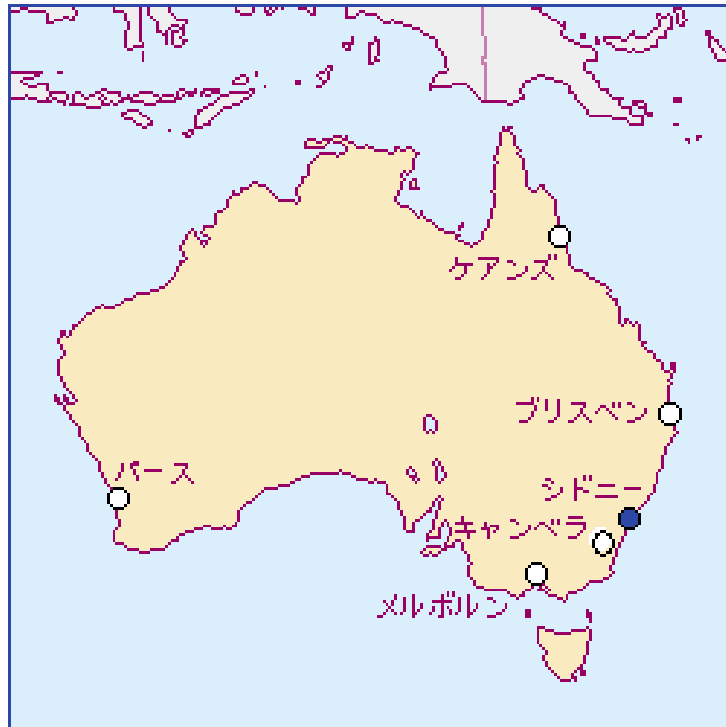 ケアンズ
ブリスベン
パース
シドニー
キャンベラ
メルボルン